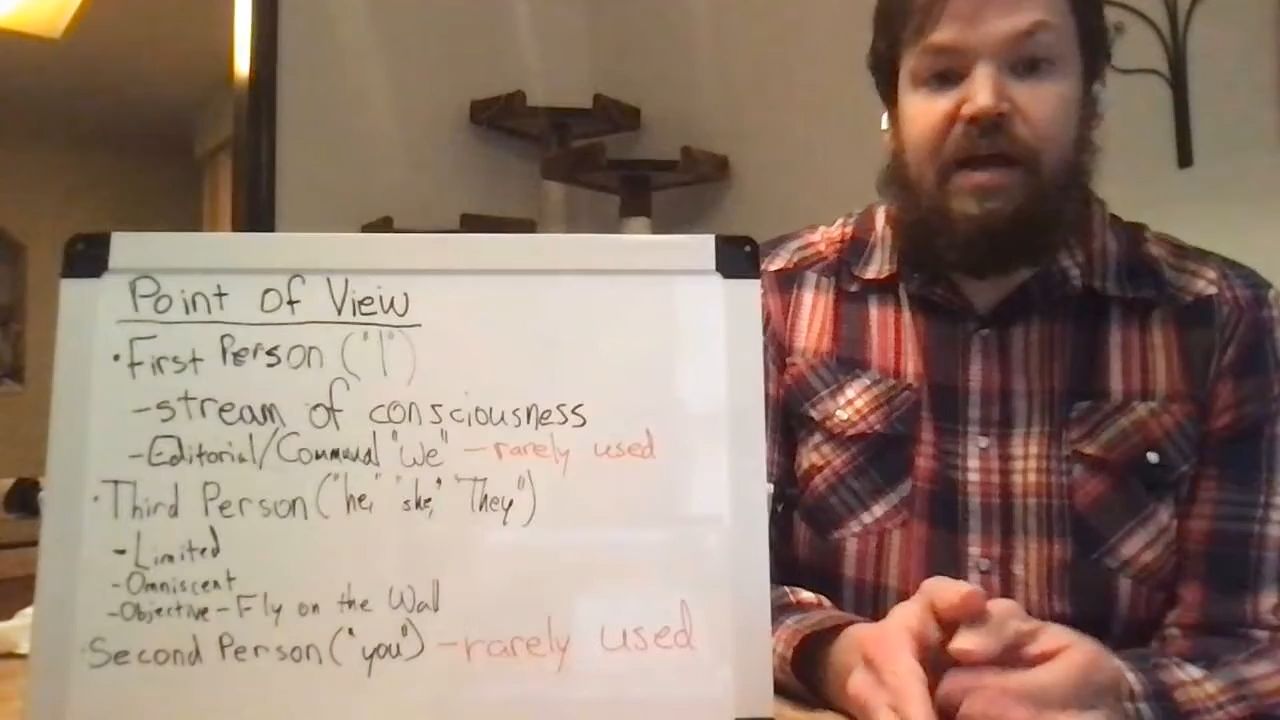 Point of View
•First Person ("I")
-stream of consciousness
-Editorial/Communal "We" -rarely used
•Third Person ("he," "she," "They")
-Limited
-Omniscent
-Objective-Fly on the Wall
•Second Person ("you") -rarely used